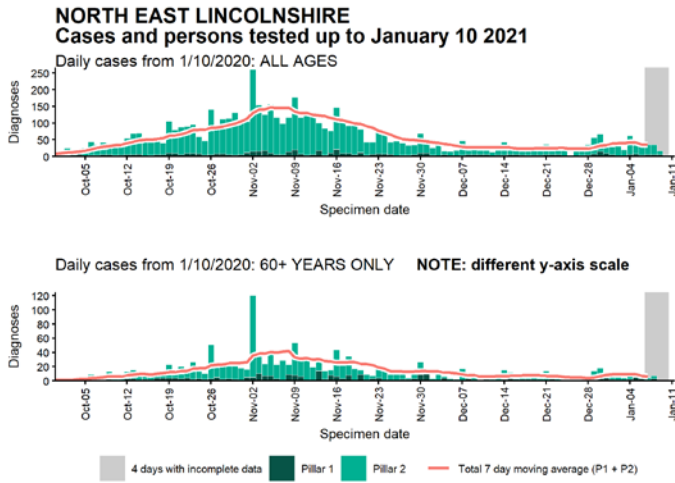 NORTH EAST LINCOLNSHIRE
Cases and persons tested up to January 10 2021
Daily cases from 1/10/2020: ALL AGES
Diagnoses
250
200
150
100
50
0
Oct-05
Oct-12
Oct-19
Oct-26
Nov-02
Nov-09
Nov-16
Nov-23
Nov-30
Dec-07
Dec-14
Dec-21
Dec-28
Jan-04
Jan-11
Specimen date
Daily cases from 1/10/2020: 60+ YEARS ONLY NOTE: different y-axis scale
Diagnoses
120
100
80
60
40
20
0
Oct-05
Oct-12
Oct-19
Oct-26
Nov-02
Nov-09
Nov-16
Nov-23
Nov-30
Dec-07
Dec-14
Dec-21
Dec-28
Jan-04
Jan-11
Specimen date
4 days with incomplete data Pillar 1 Pillar 2 Total 7 day moving average (P1 + P2)